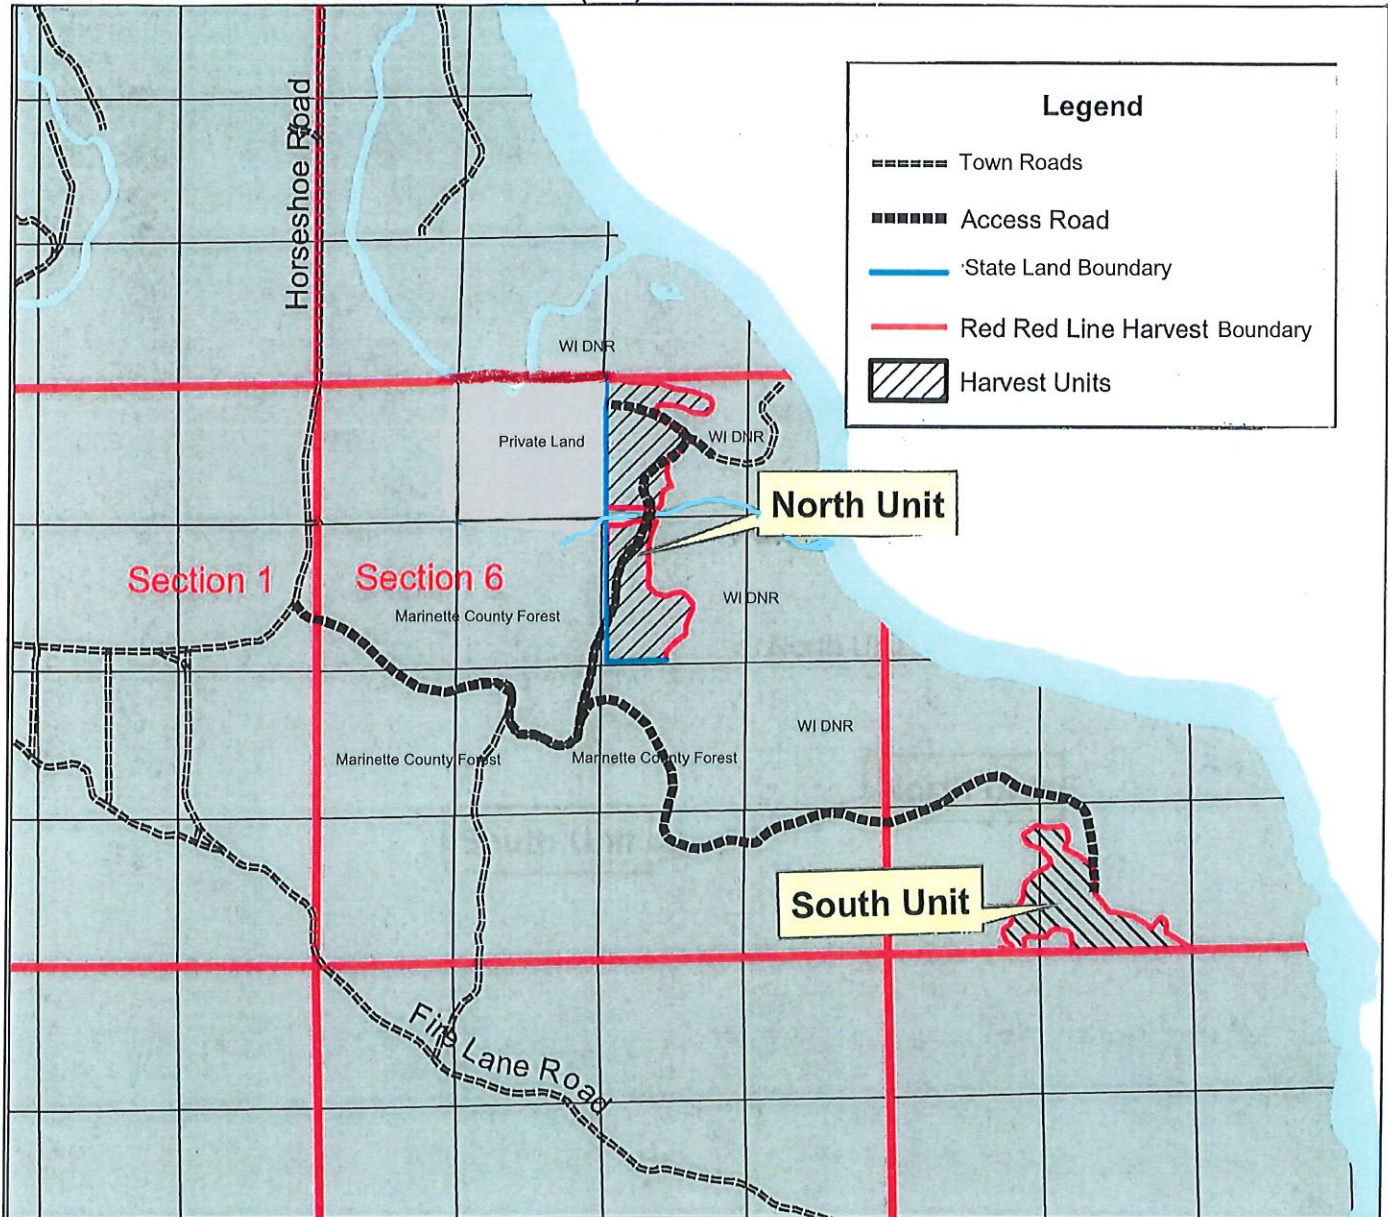 Horseshoe Road
Legend
Town Roads
Access Road
State Land Boundary
Red Red Line Harvest Boundary
Harvest Units
WI DNR
Private Land
WI DNR
North Unit
Section 1
Section 6
Marinette County Forest
WI DNR
WI DNR
Marinette County Forest
Marinette County Forest
South Unit
Fire Lane Road